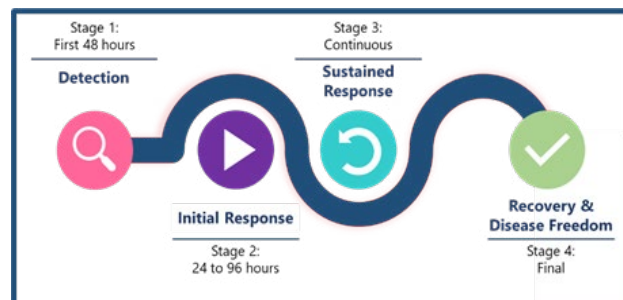 Stage 1:
First 48 hours
Detection
Initial Response
Stage 2:
24 to 96 hours
Stage 3:
Continuous
Sustained
Response
Recovery &
Disease Freedom
Stage 4:
Final